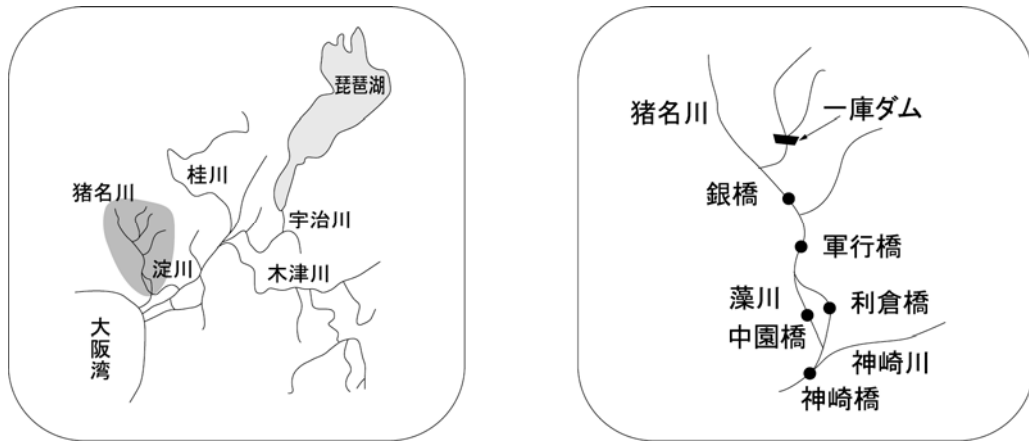 琵琶湖
桂川
猪名川
宇治川
淀川
木津川
大阪湾
猪名川
一庫ダム
銀橋
軍行橋
藻川
利倉橋
中園橋
神崎川
神崎橋